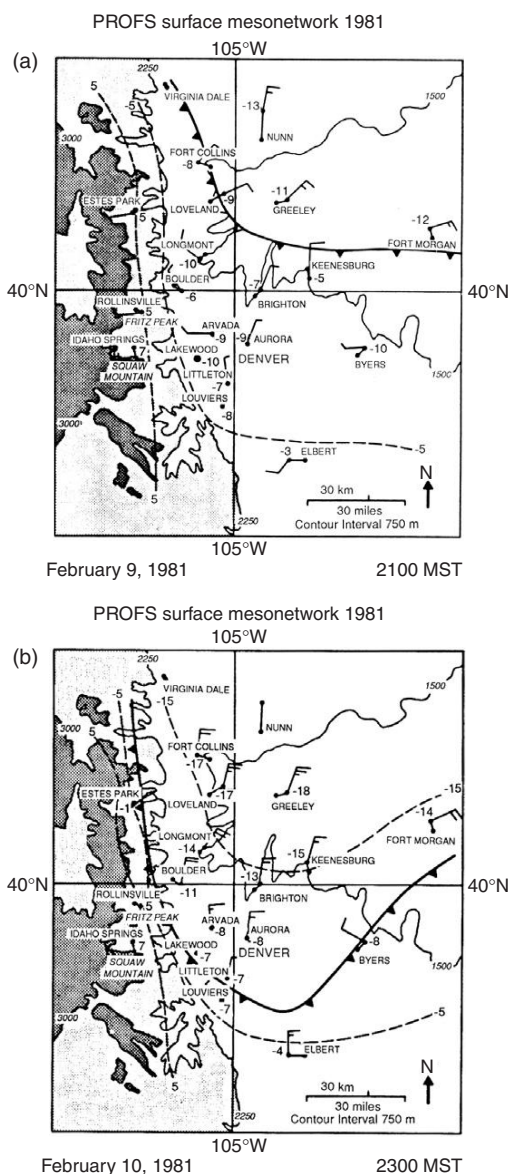 PROFS surface mesonetwork 1981
105°W
(a)
2250
5
-5
VIRGINIA DALE
1500
-13
NUNN
3000
FORT COLLINS
-8
ESTES PARK
5
-9
LOVELAND
-11
GREELEY
-12
FORT MORGAN
LONGMONT
-10
BOULDER
-6
KEENESBURG
-5
-7
BRIGHTON
40°N
ROLLINSVILLE
5
FRITZ PEAK
ARVADA
-9
-9
AURORA
IDAHO SPRINGS
7
LAKEWOOD
-10
DENVER
-10
BYERS
SQUAW
MOUNTAIN
LITTLETON
-7
LOUVIERS
-8
1500
3000
-5
-3
ELBERT
N
5
30 km
30 miles
Contour Interval 750 m
2250
105°W
February 9, 1981
2100 MST
PROFS surface mesonetwork 1981
105°W
(b)
2250
-5
-15
VIRGINIA DALE
1500
3000
5
NUNN
FORT COLLINS
-17
ESTES PARK
-1
-17
LOVELAND
-18
GREELEY
-15
-14
FORT MORGAN
LONGMONT
-14
-15
KEENESBURG
BOULDER
-11
-13
BRIGHTON
40°N
ROLLINSVILLE
5
FRITZ PEAK
ARVADA
-8
AURORA
-8
IDAHO SPRINGS
7
LAKEWOOD
-7
DENVER
-8
BYERS
SQUAW
MOUNTAIN
LITTLETON
-7
LOUVIERS
-7
1500
3000
-5
-4
ELBERT
N
5
30 km
30 miles
Contour Interval 750 m
2250
105°W
February 10, 1981
2300 MST